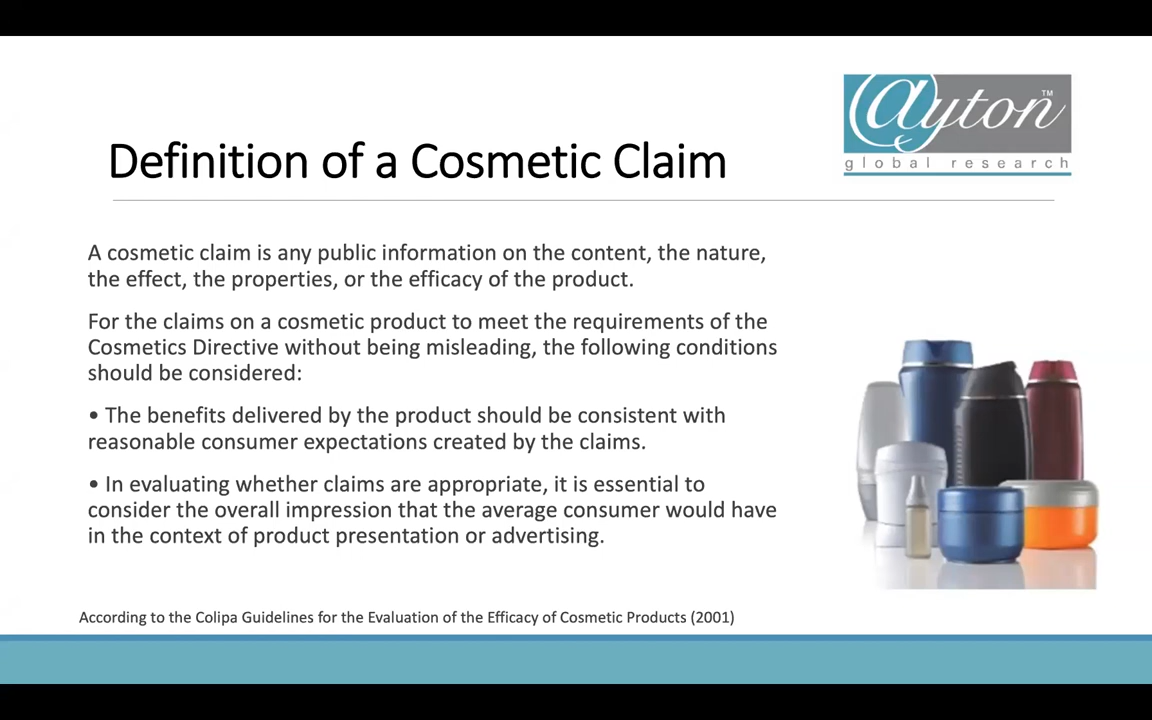 @yton™
global research
Definition of a Cosmetic Claim
A cosmetic claim is any public information on the content, the nature,
the effect, the properties, or the efficacy of the product.
For the claims on a cosmetic product to meet the requirements of the
Cosmetics Directive without being misleading, the following conditions
should be considered:
• The benefits delivered by the product should be consistent with
reasonable consumer expectations created by the claims.
• In evaluating whether claims are appropriate, it is essential to
consider the overall impression that the average consumer would have
in the context of product presentation or advertising.
According to the Colipa Guidelines for the Evaluation of the Efficacy of Cosmetic Products (2001)